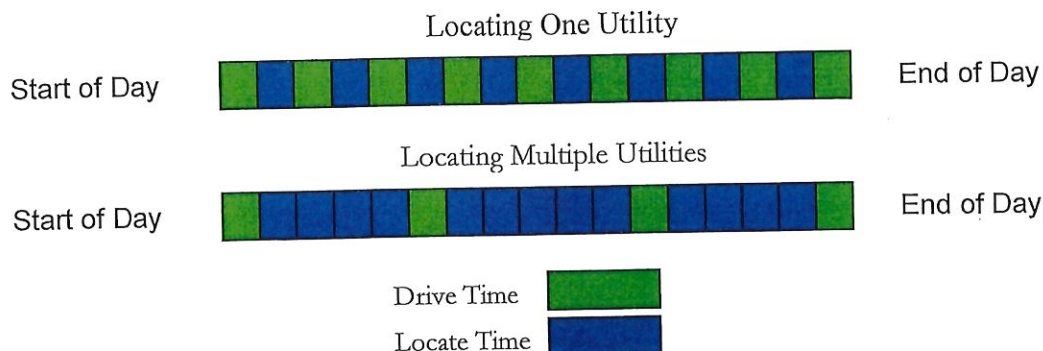 Locating One Utility
Start of Day
End of Day
Locating Multiple Utilities
Start of Day
End of Day
Drive Time
Locate Time